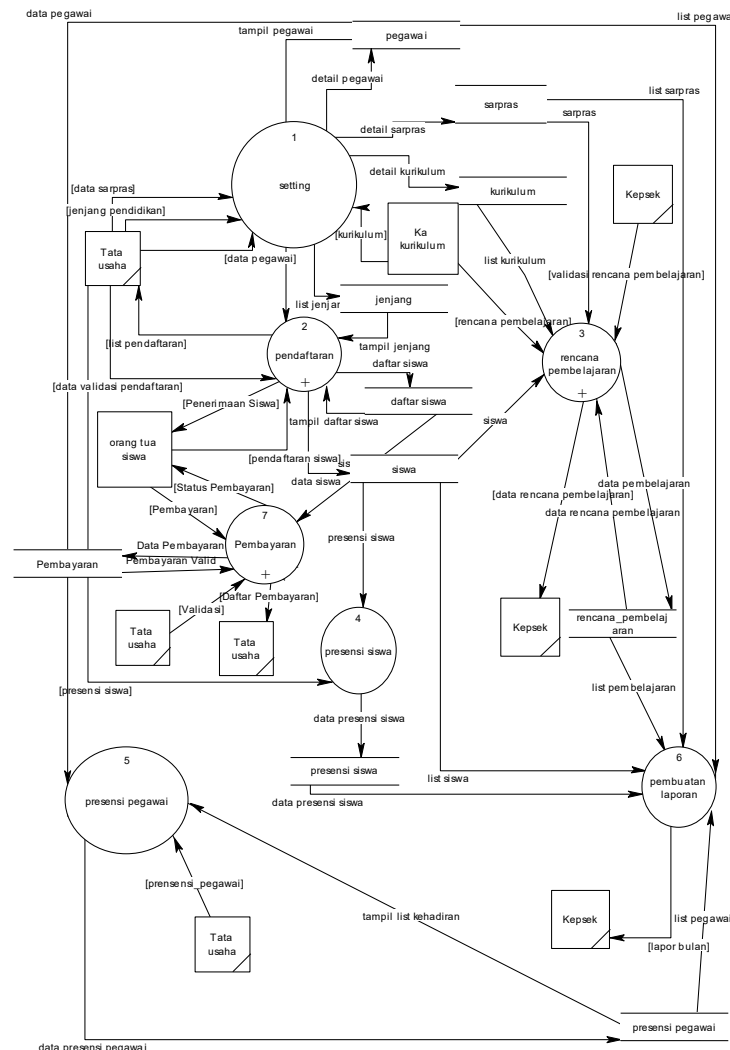 data pegawai
list pegawa
tampil pegawai
pegawai
detail pegawai
list sarpras
sarpras
sarpras
detail sarpras
1
setting
detail kurikulum
kurikulum
Kepsek
[data sarpras]
[jenjang pendidikan]
[kurikulum]
Ka
kurikulum
Tata
usaha
[data pegawai]
list kurikulum
[validasi rencana pembelajaran]
list jenjar
jenjang
2
pendaftaran
+
[rencana pembelajaran]
3
rencana
pembelajaran
+
[list pendaftaran]
tampil jenjang
daftar siswa
[data validasi pendaftaran]
daftar siswa
[Penerimaan Siswa]
tampil daftar siswa
siswa
orang tua
siswa
[pendaftaran siswa]
sis
siswa
data siswa
[Status Pembayaran]
data pembelajaran
[data rencana pembelajaran]
data rencana pembelajaran
[Pembayaran]
7
Pembayaran
+
presensi siswa
Data Pembayaran
Pembayaran
Pembayaran Valid
[Daftar Pembayaran]
[Validasi]
Tata
usaha
Tata
usaha
4
presensi siswa
Kepsek
rencana_pembelaj
aran
[presensi siswa]
list pembelajaran
data presensi siswa
5
presensi pegawai
presensi siswa
list siswa
data presensi siswa
6
pembuatan
laporan
[prensensi_pegawai]
Tata
usaha
tampil list kehadiran
Kepsek
list pegawai
[lapor bulan]
presensi pegawai
data presensi pegawai